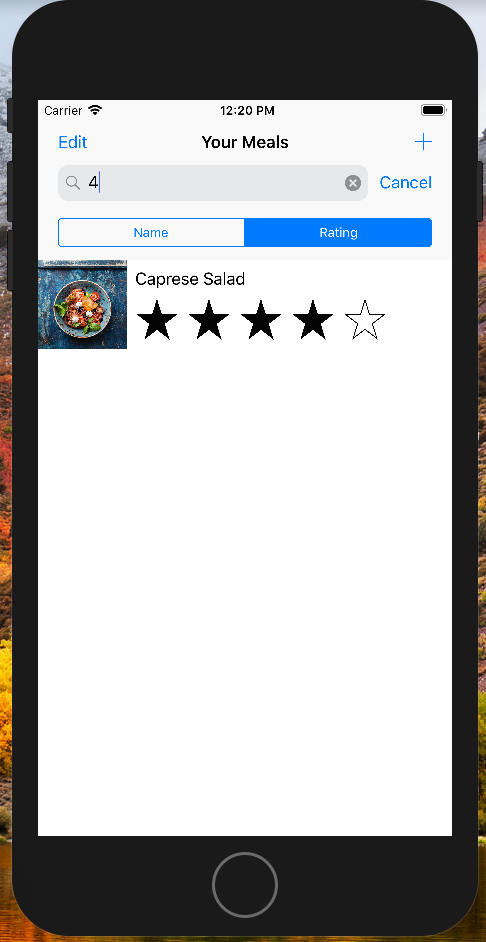 Carrier 12:20 PM
Edit Your Meals +
4 Cancel
Name Rating
Caprese Salad